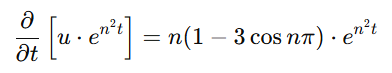 ∂/∂t [u · e^{n²t}] = n(1 − 3 cos nπ) · e^{n²t}